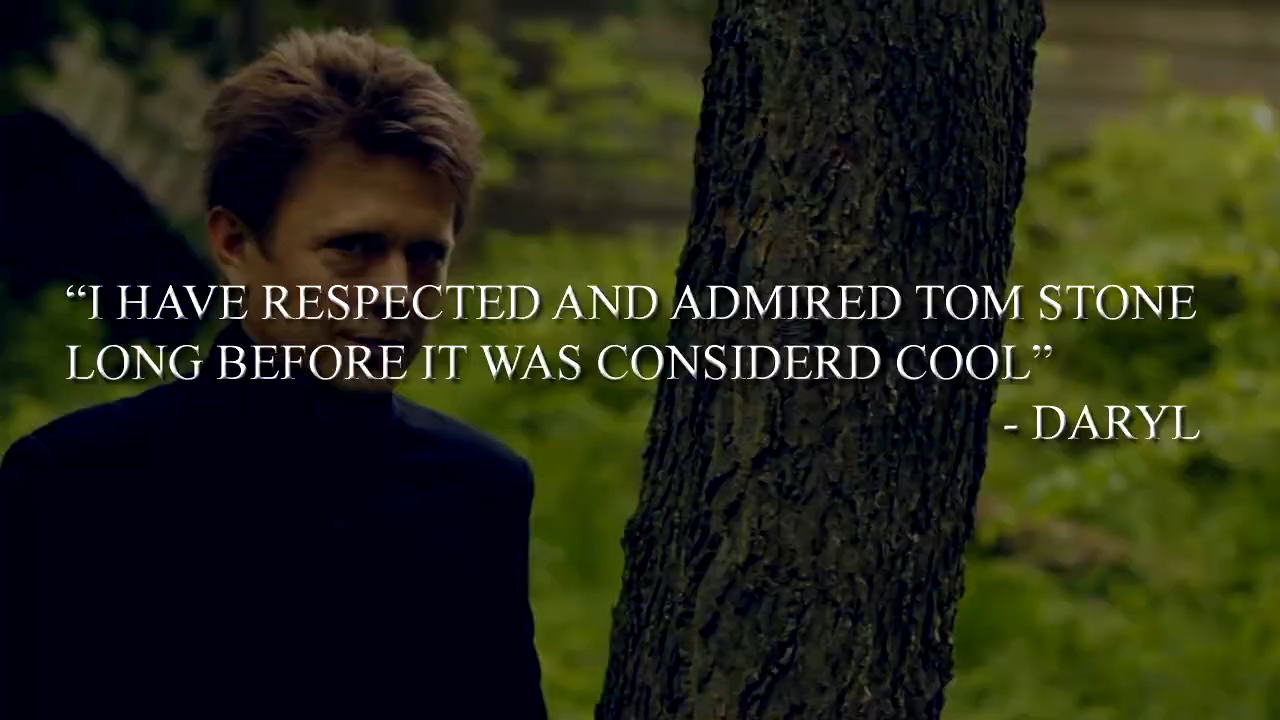 “I HAVE RESPECTED AND ADMIRED TOM STONE
LONG BEFORE IT WAS CONSIDERD COOL”
- DARYL